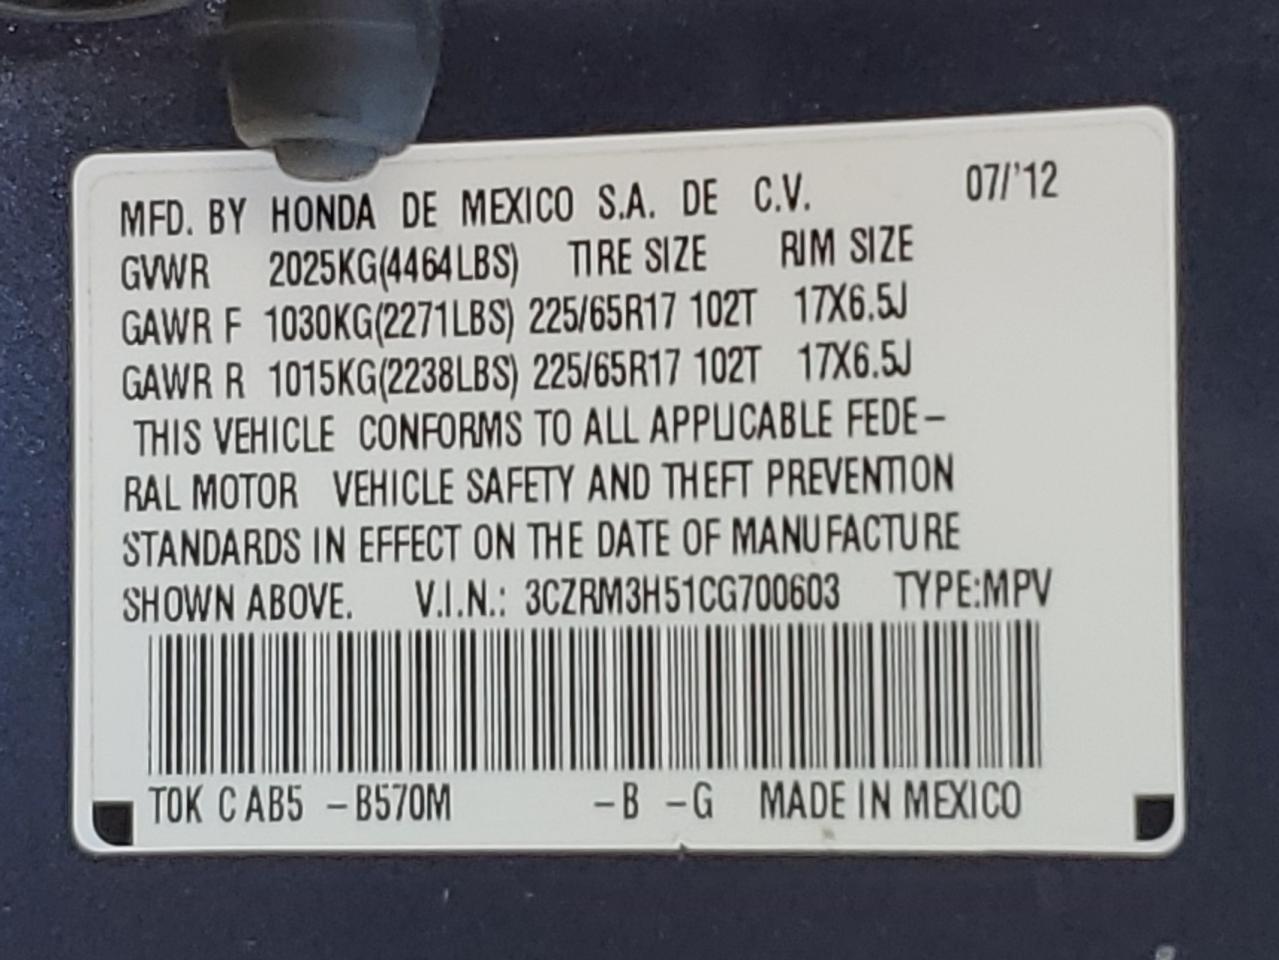 MFD. BY HONDA DE MEXICO S.A. DE C.V. 07/'12
GVWR 2025KG(4464LBS) TIRE SIZE RIM SIZE
GAWR F 1030KG(2271LBS) 225/65R17 102T 17X6.5J
GAWR R 1015KG(2238LBS) 225/65R17 102T 17X6.5J
THIS VEHICLE CONFORMS TO ALL APPLICABLE FEDE-
RAL MOTOR VEHICLE SAFETY AND THEFT PREVENTION
STANDARDS IN EFFECT ON THE DATE OF MANUFACTURE
SHOWN ABOVE. V.I.N.: 3CZRM3H51CG700603 TYPE:MPV
T0K C AB5 -B570M -B -G MADE IN MEXICO